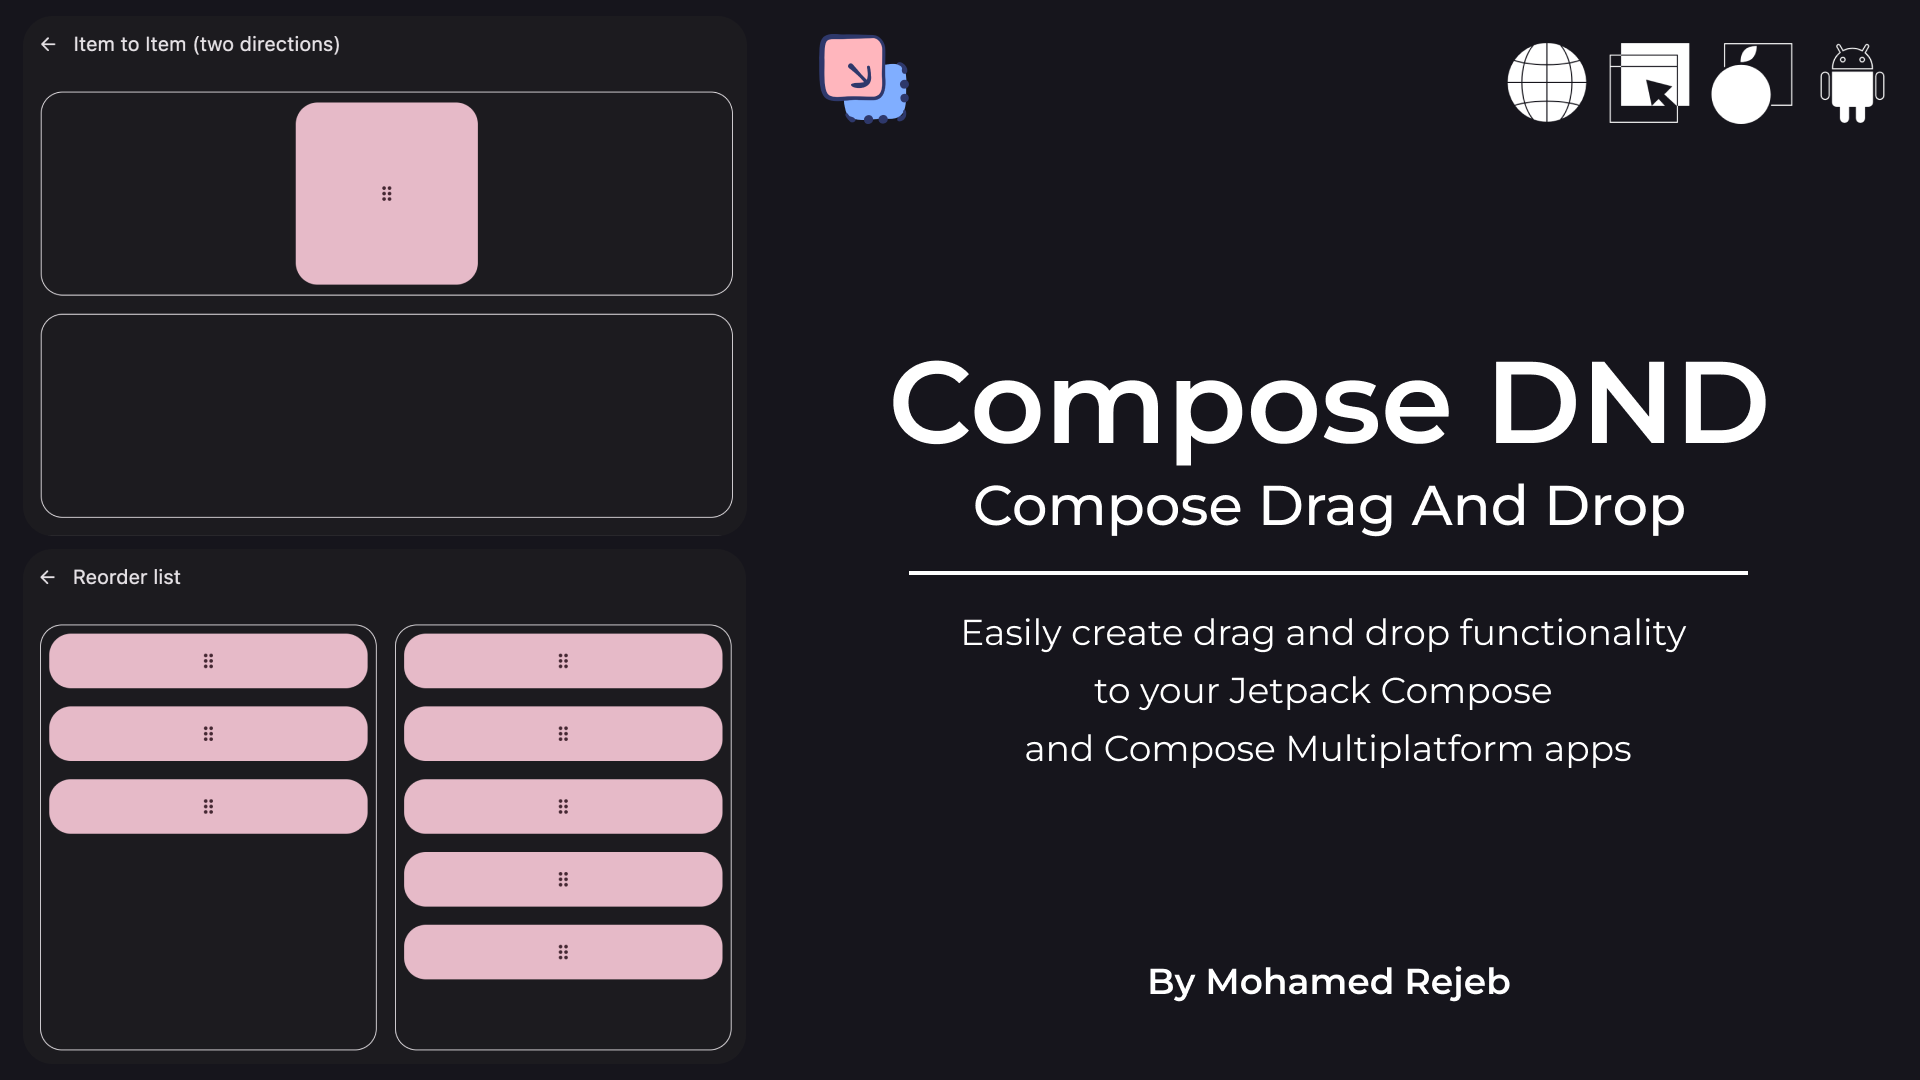 Item to Item (two directions)
Reorder list
Compose DND
Compose Drag And Drop
Easily create drag and drop functionality
to your Jetpack Compose
and Compose Multiplatform apps
By Mohamed Rejeb